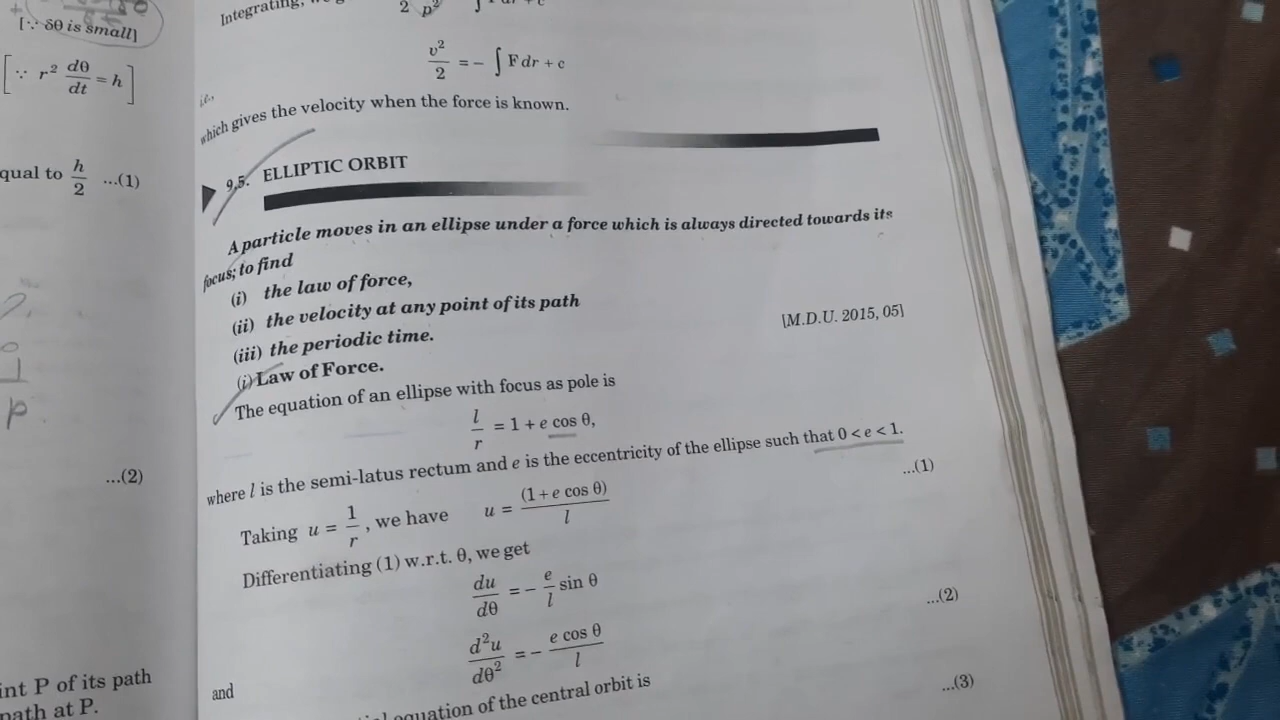 [∵ δθ is small]
[∵ r² dθ/dt = h]
qual to h/2 ...(1)
...(2)
int P of its path
path at P.
Integrating,
v²/2 = − ∫ F dr + c
i.e.,
which gives the velocity when the force is known.
9.5. ELLIPTIC ORBIT
A particle moves in an ellipse under a force which is always directed towards its
focus; to find
(i) the law of force,
(ii) the velocity at any point of its path
(iii) the periodic time.
[M.D.U. 2015, 05]
(i) Law of Force.
The equation of an ellipse with focus as pole is
l/r = 1 + e cos θ,
where l is the semi-latus rectum and e is the eccentricity of the ellipse such that 0 < e < 1.
Taking u = 1/r, we have u = (1 + e cos θ)/l ...(1)
Differentiating (1) w.r.t. θ, we get
du/dθ = − e/l sin θ ...(2)
and d²u/dθ² = − e cos θ/l ...(3)
equation of the central orbit is